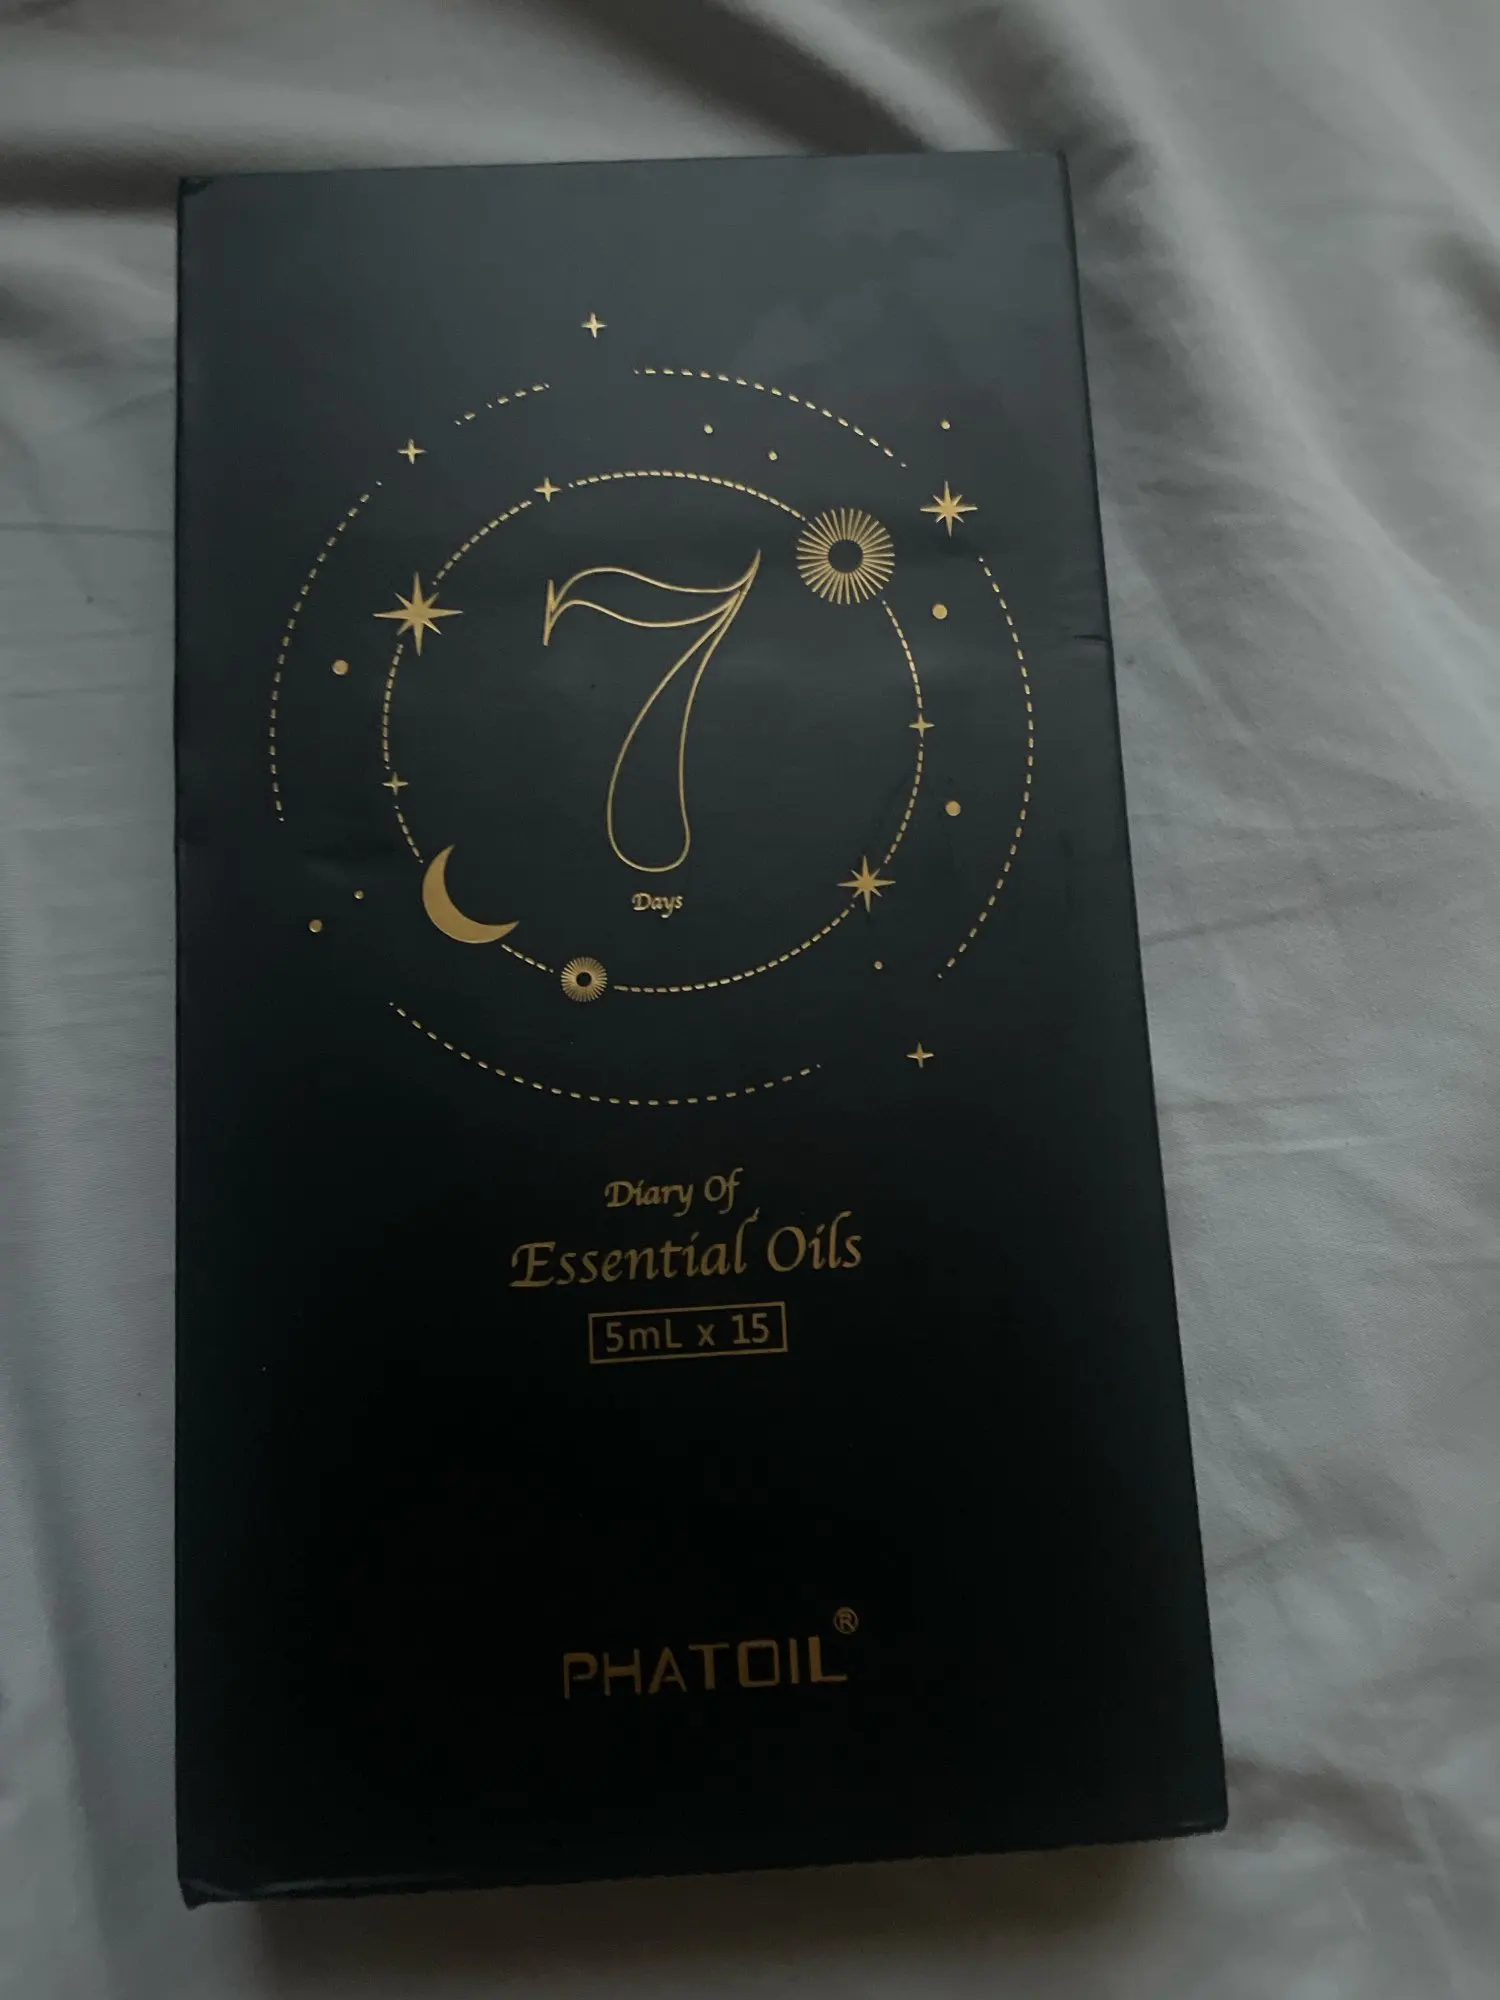 7
Days
Diary Of
Essential Oils
5mL x 15
PHATOIL®